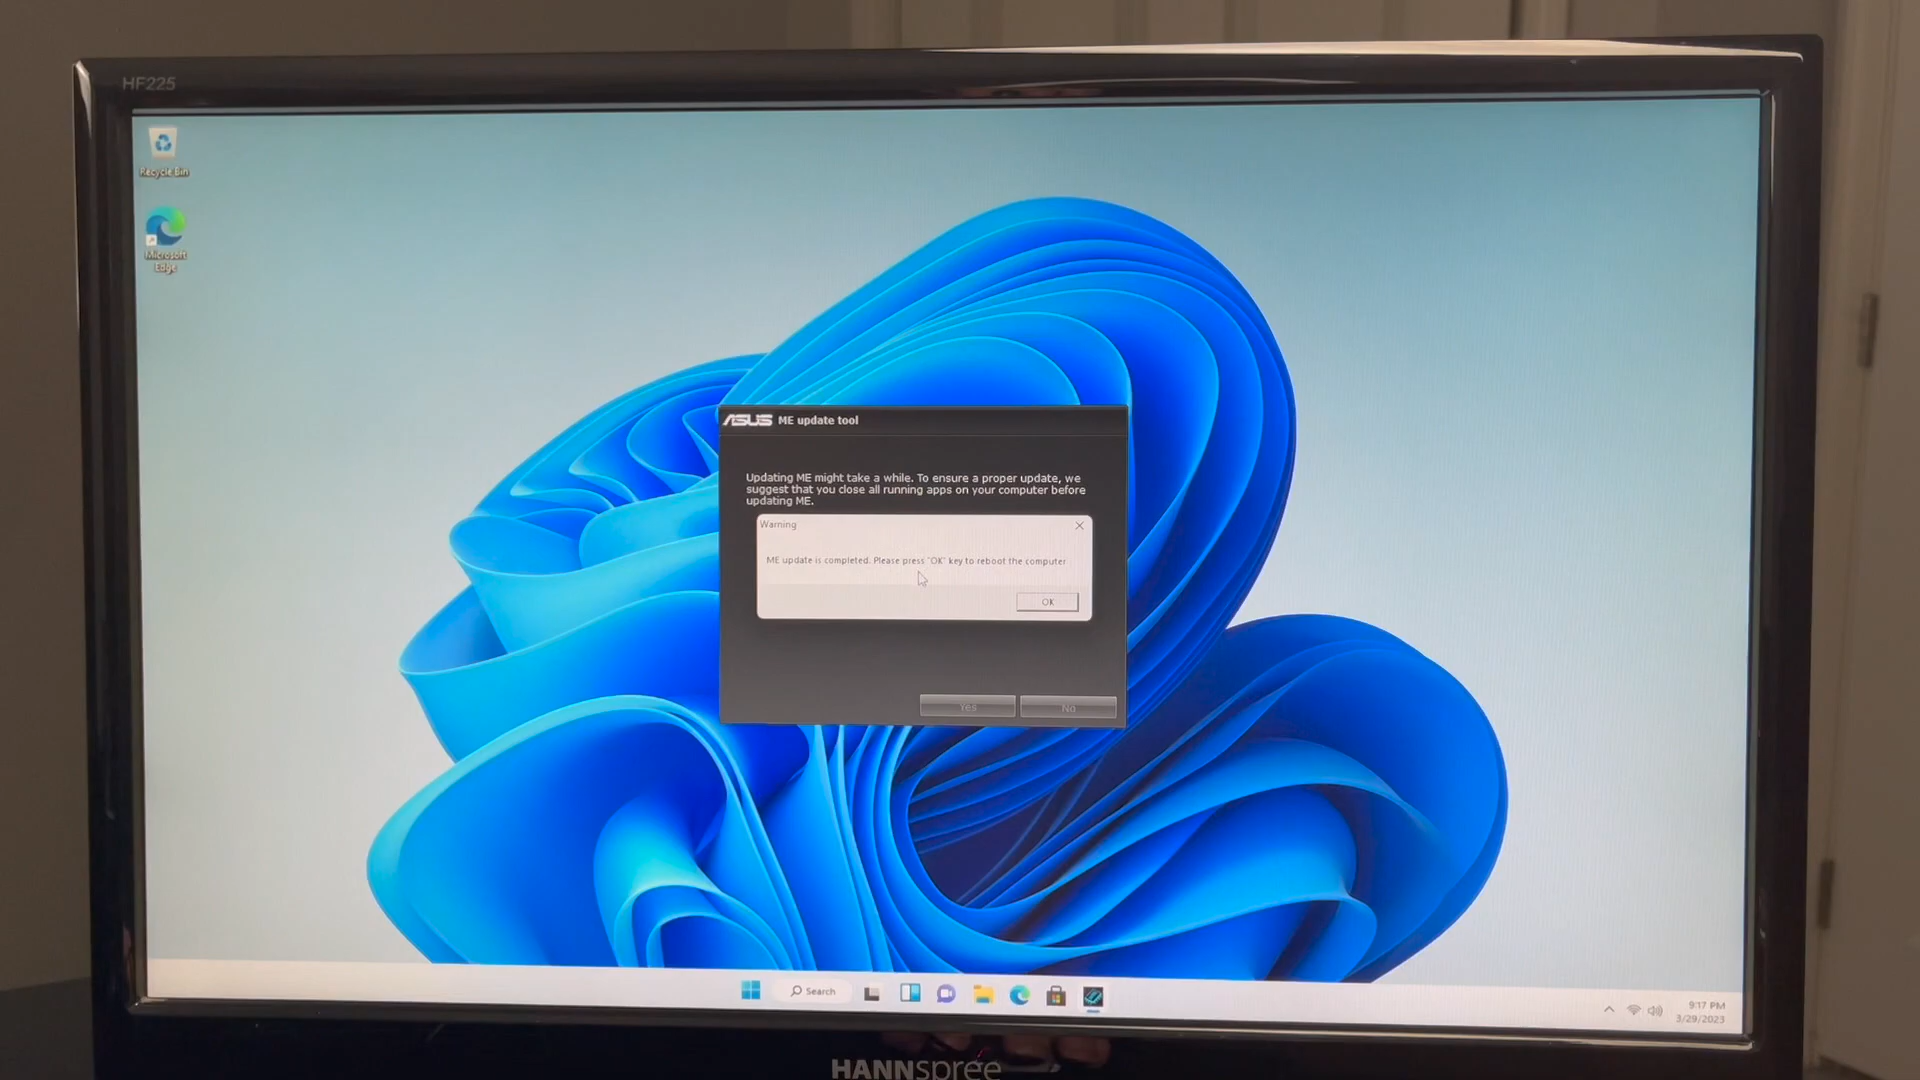 HF225
Recycle Bin
Microsoft
Edge
ASUS ME update tool
Updating ME might take a while. To ensure a proper update, we
suggest that you close all running apps on your computer before
updating ME.
Warning
ME update is completed. Please press "OK" key to reboot the computer
OK
Yes
No
Search
9:17 PM
3/29/2023
HANNspree